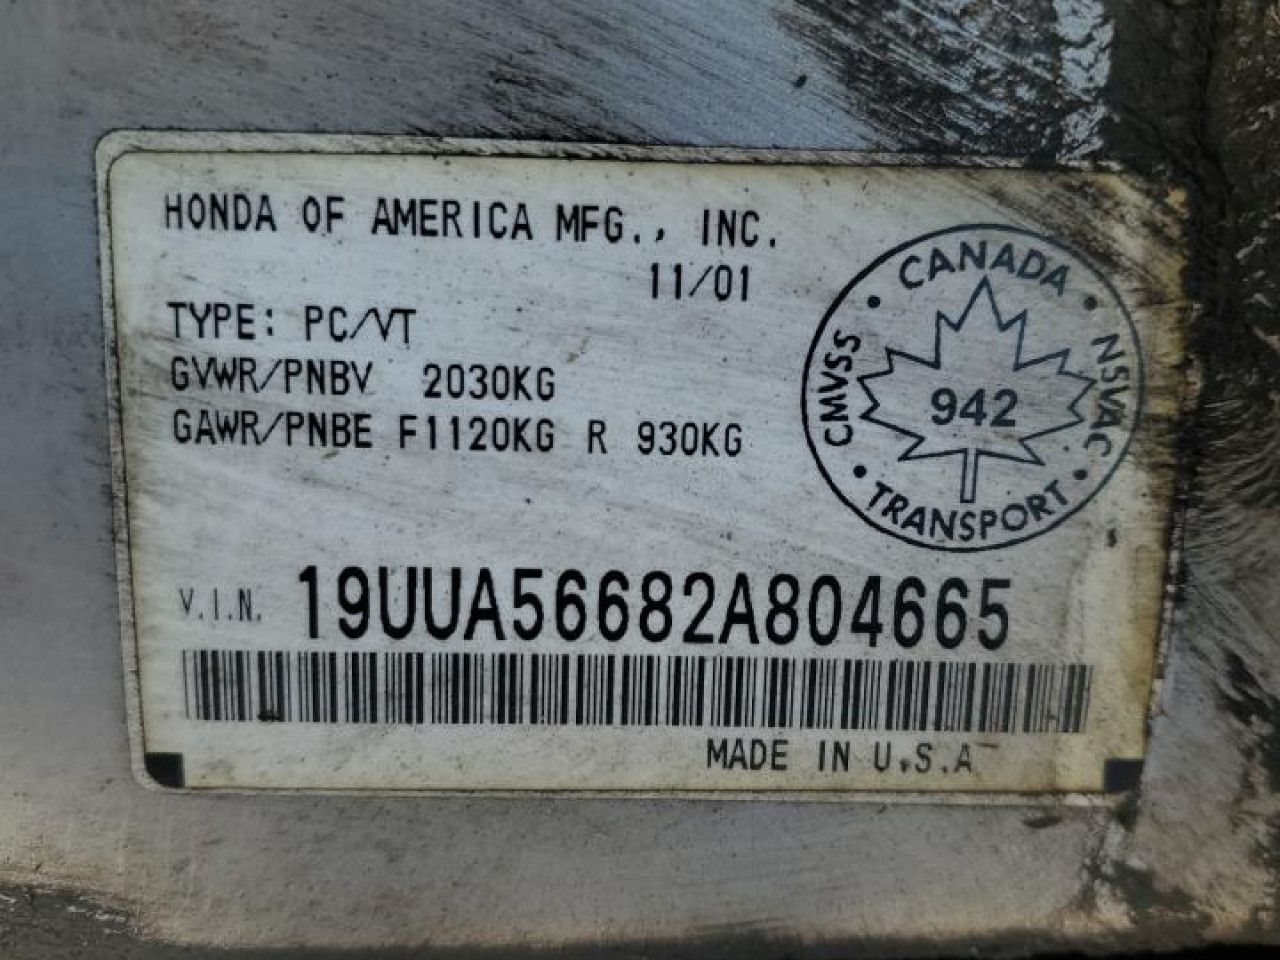 HONDA OF AMERICA MFG., INC.
11/01
TYPE: PC/VT
GVWR/PNBV 2030KG
GAWR/PNBE F1120KG R 930KG
CANADA
CMVSS
942
NSVAC
TRANSPORT
V.I.N. 19UUA56682A804665
MADE IN U.S.A